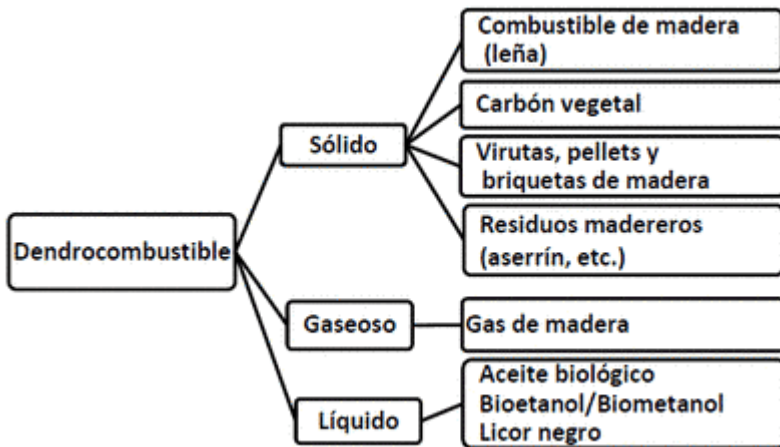 Dendrocombustible
Sólido
Combustible de madera
(leña)
Carbón vegetal
Virutas, pellets y
briquetas de madera
Residuos madereros
(aserrín, etc.)
Gaseoso
Gas de madera
Líquido
Aceite biológico
Bioetanol/Biometanol
Licor negro